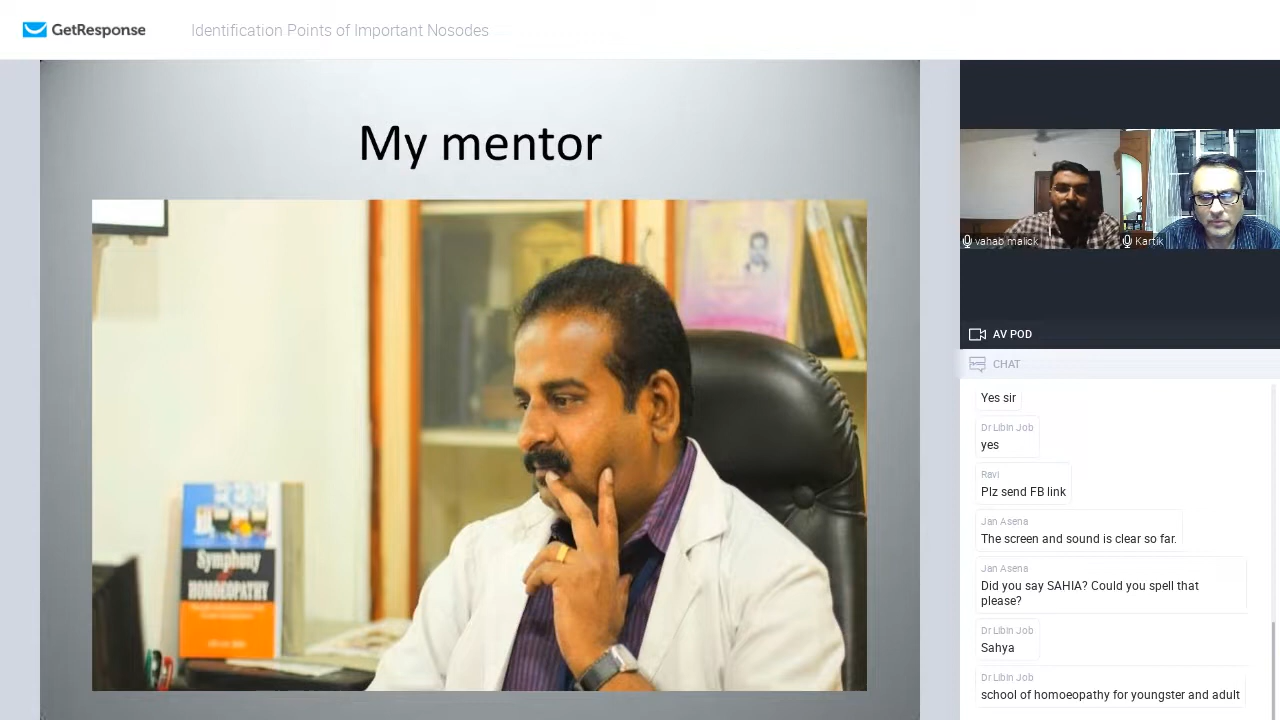 GetResponse
Identification Points of Important Nosodes
My mentor
Symphony
HOMOEOPATHY
vahab malick
Kartik
AV POD
CHAT
Yes sir
Dr Libin Job
yes
Ravi
Plz send FB link
Jan Asena
The screen and sound is clear so far.
Jan Asena
Did you say SAHIA? Could you spell that
please?
Dr Libin Job
Sahya
Dr Libin Job
school of homoeopathy for youngster and adult